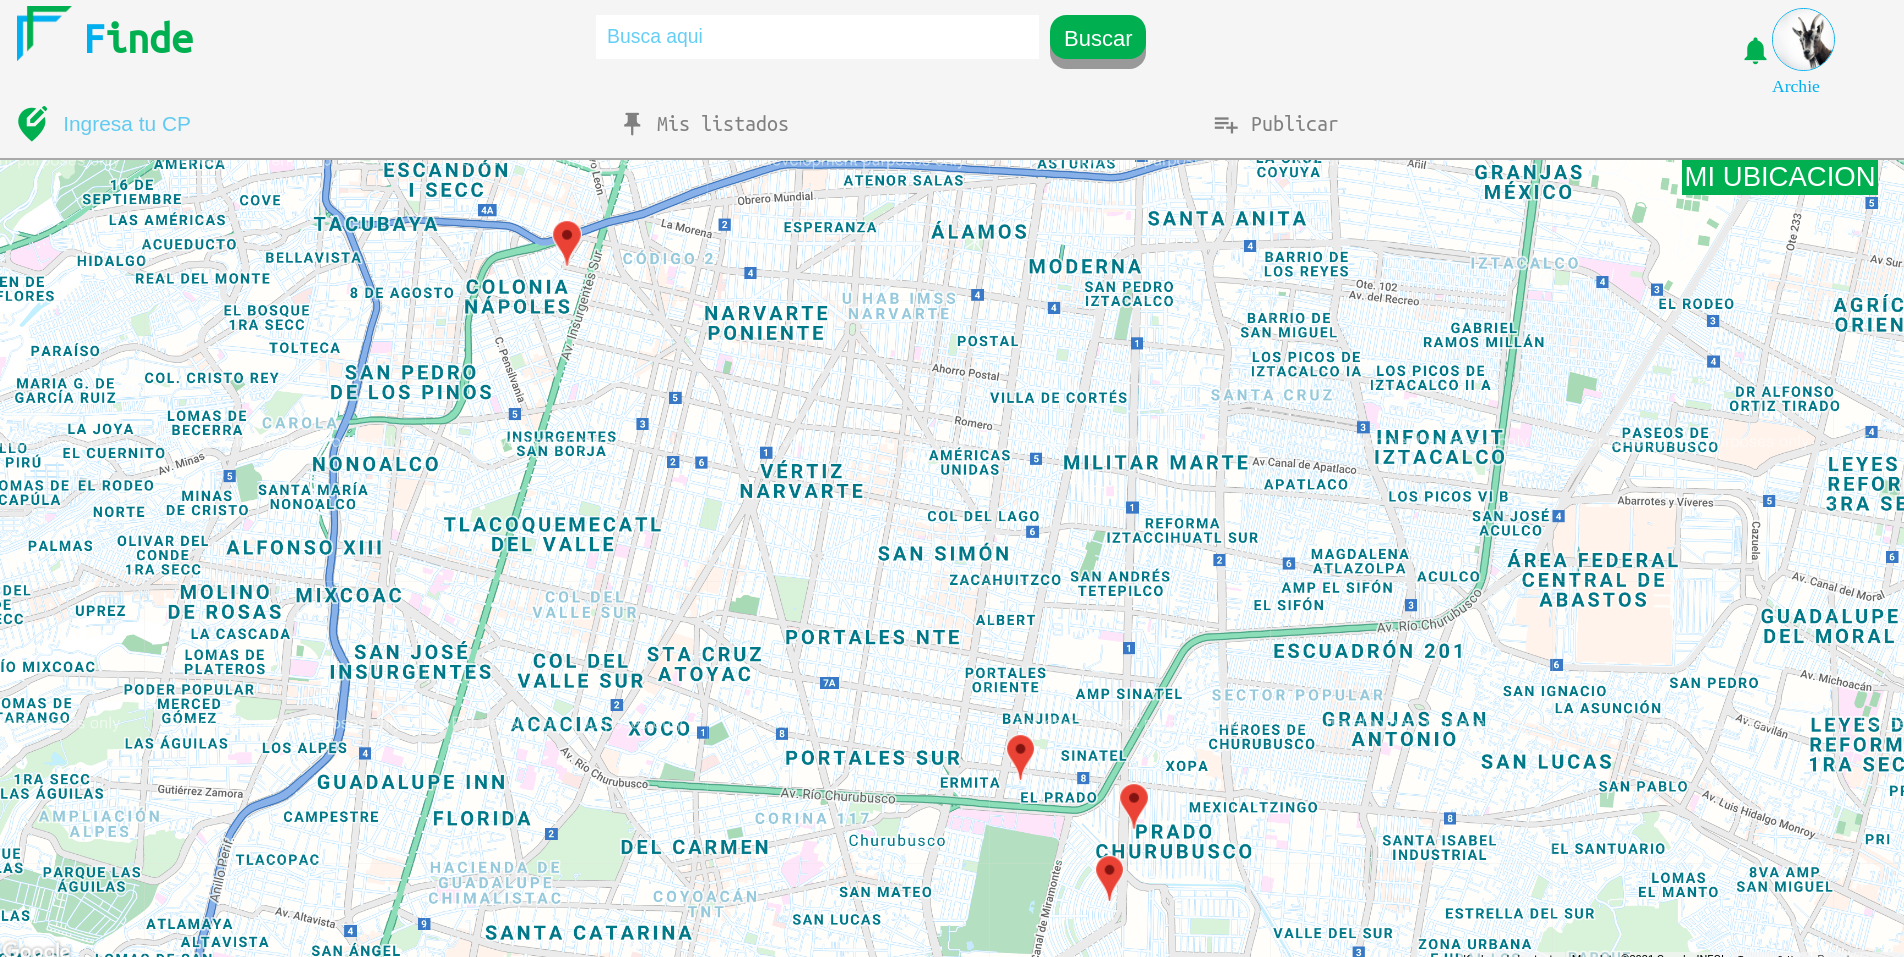 Finde
Busca aqui
Buscar
Archie
Ingresa tu CP
Mis listados
Publicar
MI UBICACION
AMÉRICA
16 DE
SEPTIEMBRE
COVE
LAS AMÉRICAS
ESCANDÓN
I SECC
4A
TACUBAYA
ACUEDUCTO
HIDALGO
BELLAVISTA
REAL DEL MONTE
8 DE AGOSTO
EL BOSQUE
1RA SECC
TOLTECA
PARAÍSO
COLONIA
NÁPOLES
Av. Insurgentes Sur
Obrero Mundial
La Morena
ATENOR SALAS
ESPERANZA
ÁLAMOS
ASTURIAS
LA CRUZ
COYUYA
Añil
GRANJAS
MÉXICO
SANTA ANITA
CÓDIGO 2
MODERNA
BARRIO DE
LOS REYES
IZTACALCO
Ote 233
Av Sur
SAN PEDRO
IZTACALCO
Ote. 102
Av. del Recreo
EL RODEO
U HAB IMSS
NARVARTE
NARVARTE
PONIENTE
BARRIO DE
SAN MIGUEL
GABRIEL
RAMOS MILLÁN
POSTAL
C. Pensilvania
Ahorro Postal
LOS PICOS DE
IZTACALCO IA
LOS PICOS DE
IZTACALCO II A
MARIA G. DE
GARCÍA RUIZ
COL. CRISTO REY
SAN PEDRO
DE LOS PINOS
VILLA DE CORTÉS
SANTA CRUZ
DR ALFONSO
ORTIZ TIRADO
LOMAS DE
BECERRA
CAROLA
LA JOYA
Romero
EL CUERNITO
Av. Minas
INSURGENTES
SAN BORJA
INFONAVIT
IZTACALCO
PASEOS DE
CHURUBUSCO
NONOALCO
VÉRTIZ
NARVARTE
AMÉRICAS
UNIDAS
MILITAR MARTE
Av Canal de Apatlaco
APATLACO
EL RODEO
MINAS
DE CRISTO
SANTA MARÍA
NONOALCO
LOS PICOS VI B
Abarrotes y Víveres
NORTE
TLACOQUEMECATL
DEL VALLE
COL DEL LAGO
REFORMA
IZTACCIHUATL SUR
SAN JOSÉ
ACULCO
Cazuela
PALMAS
OLIVAR DEL
CONDE
1RA SECC
ALFONSO XIII
SAN SIMÓN
MAGDALENA
ATLAZOLPA
ÁREA FEDERAL
CENTRAL DE
ABASTOS
ZACAHUITZCO
SAN ANDRÉS
TETEPILCO
ACULCO
AMP EL SIFÓN
EL SIFÓN
Av. Canal del Moral
MOLINO
DE ROSAS
MIXCOAC
UPREZ
COL DEL
VALLE SUR
ALBERT
Av. Río Churubusco
GUADALUPE
DEL MORAL
LA CASCADA
LOMAS DE
PLATEROS
PORTALES NTE
SAN JOSÉ
INSURGENTES
COL DEL
VALLE SUR
STA CRUZ
ATOYAC
ESCUADRÓN 201
PORTALES
ORIENTE
7A
AMP SINATEL
SECTOR POPULAR
SAN IGNACIO
SAN PEDRO
Av. Michoacán
LA ASUNCIÓN
PODER POPULAR
MERCED
GÓMEZ
ACACIAS
XOCO
BANJIDAL
HÉROES DE
CHURUBUSCO
GRANJAS SAN
ANTONIO
Av. Gavilán
LAS ÁGUILAS
LOS ALPES
PORTALES SUR
SINATEL
XOPA
SAN LUCAS
1RA SECC
LAS ÁGUILAS
Gutiérrez Zamora
GUADALUPE INN
Av. Río Churubusco
ERMITA
EL PRADO
Av. Río Churubusco
MEXICALTZINGO
SAN PABLO
Av. Luis Hidalgo Monroy
AMPLIACIÓN
ALPES
CAMPESTRE
FLORIDA
CORINA 117
Churubusco
PRADO
CHURUBUSCO
SANTA ISABEL
INDUSTRIAL
EL SANTUARIO
TLACOPAC
DEL CARMEN
PARQUE LAS
ÁGUILAS
HACIENDA DE
GUADALUPE
CHIMALISTAC
COYOACÁN
TNT
SAN MATEO
LOMAS
EL MANTO
8VA AMP
SAN MIGUEL
Av. Altavista
SAN LUCAS
Canal de Miramontes
ESTRELLA DEL SUR
ATLAMAYA
ALTAVISTA
SAN ÁNGEL
SANTA CATARINA
VALLE DEL SUR
ZONA URBANA
Google